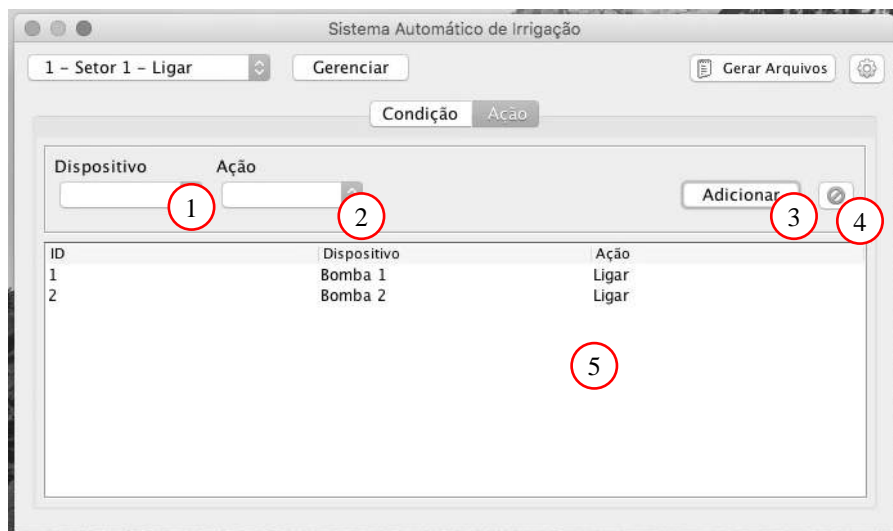 Sistema Automático de Irrigação
1 – Setor 1 – Ligar Gerenciar Gerar Arquivos
Condição Ação
Dispositivo Ação
Adicionar
1 2 3 4
ID Dispositivo Ação
1 Bomba 1 Ligar
2 Bomba 2 Ligar
5